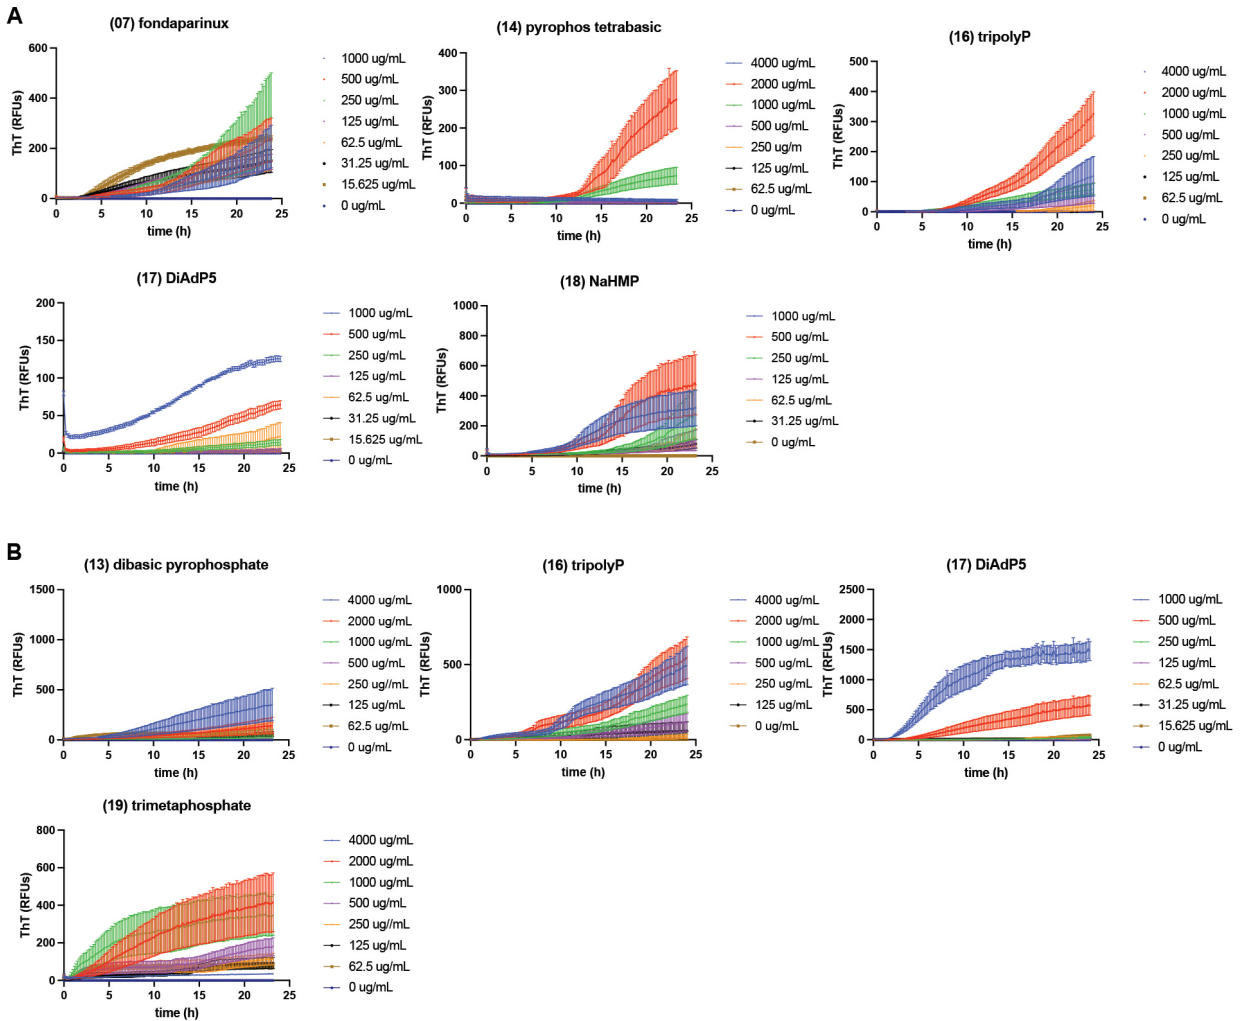 A
(07) fondaparinux
600
400
200
0
0 5 10 15 20 25
ThT (RFUs)
time (h)
1000 ug/mL
500 ug/mL
250 ug/mL
125 ug/mL
62.5 ug/mL
31.25 ug/mL
15.625 ug/mL
0 ug/mL
(14) pyrophos tetrabasic
400
300
200
100
0
0 5 10 15 20 25
ThT (RFUs)
time (h)
4000 ug/mL
2000 ug/mL
1000 ug/mL
500 ug/mL
250 ug/m
125 ug/mL
62.5 ug/mL
0 ug/mL
(16) tripolyP
500
400
300
200
100
0
0 5 10 15 20 25
ThT (RFUs)
time (h)
4000 ug/mL
2000 ug/mL
1000 ug/mL
500 ug/mL
250 ug/mL
125 ug/mL
62.5 ug/mL
0 ug/mL
(17) DiAdP5
200
150
100
50
0
0 5 10 15 20 25
ThT (RFUs)
time (h)
1000 ug/mL
500 ug/mL
250 ug/mL
125 ug/mL
62.5 ug/mL
31.25 ug/mL
15.625 ug/mL
0 ug/mL
(18) NaHMP
1000
800
600
400
200
0
0 5 10 15 20 25
ThT (RFUs)
time (h)
1000 ug/mL
500 ug/mL
250 ug/mL
125 ug/mL
62.5 ug/mL
31.25 ug/mL
0 ug/mL
B
(13) dibasic pyrophosphate
1500
1000
500
0
0 5 10 15 20 25
ThT (RFUs)
time (h)
4000 ug/mL
2000 ug/mL
1000 ug/mL
500 ug/mL
250 ug//mL
125 ug/mL
62.5 ug/mL
0 ug/mL
(16) tripolyP
1000
500
0
0 5 10 15 20 25
ThT (RFUs)
time (h)
4000 ug/mL
2000 ug/mL
1000 ug/mL
500 ug/mL
250 ug/mL
125 ug/mL
0 ug/mL
(17) DiAdP5
2500
2000
1500
1000
500
0
0 5 10 15 20 25
ThT (RFUs)
time (h)
1000 ug/mL
500 ug/mL
250 ug/mL
125 ug/mL
62.5 ug/mL
31.25 ug/mL
15.625 ug/mL
0 ug/mL
(19) trimetaphosphate
800
600
400
200
0
0 5 10 15 20 25
ThT (RFUs)
time (h)
4000 ug/mL
2000 ug/mL
1000 ug/mL
500 ug/mL
250 ug//mL
125 ug/mL
62.5 ug/mL
0 ug/mL